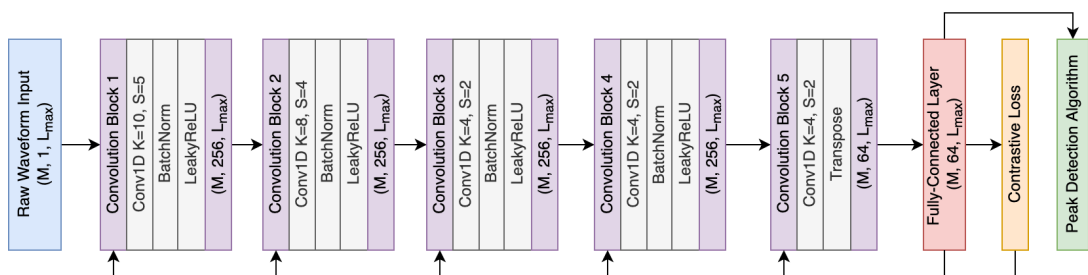 Raw Waveform Input
(M, 1, Lmax)
Convolution Block 1
Conv1D K=10, S=5
BatchNorm
LeakyReLU
(M, 256, Lmax)
Convolution Block 2
Conv1D K=8, S=4
BatchNorm
LeakyReLU
(M, 256, Lmax)
Convolution Block 3
Conv1D K=4, S=2
BatchNorm
LeakyReLU
(M, 256, Lmax)
Convolution Block 4
Conv1D K=4, S=2
BatchNorm
LeakyReLU
(M, 256, Lmax)
Convolution Block 5
Conv1D K=4, S=2
Transpose
(M, 64, Lmax)
Fully-Connected Layer
(M, 64, Lmax)
Contrastive Loss
Peak Detection Algorithm